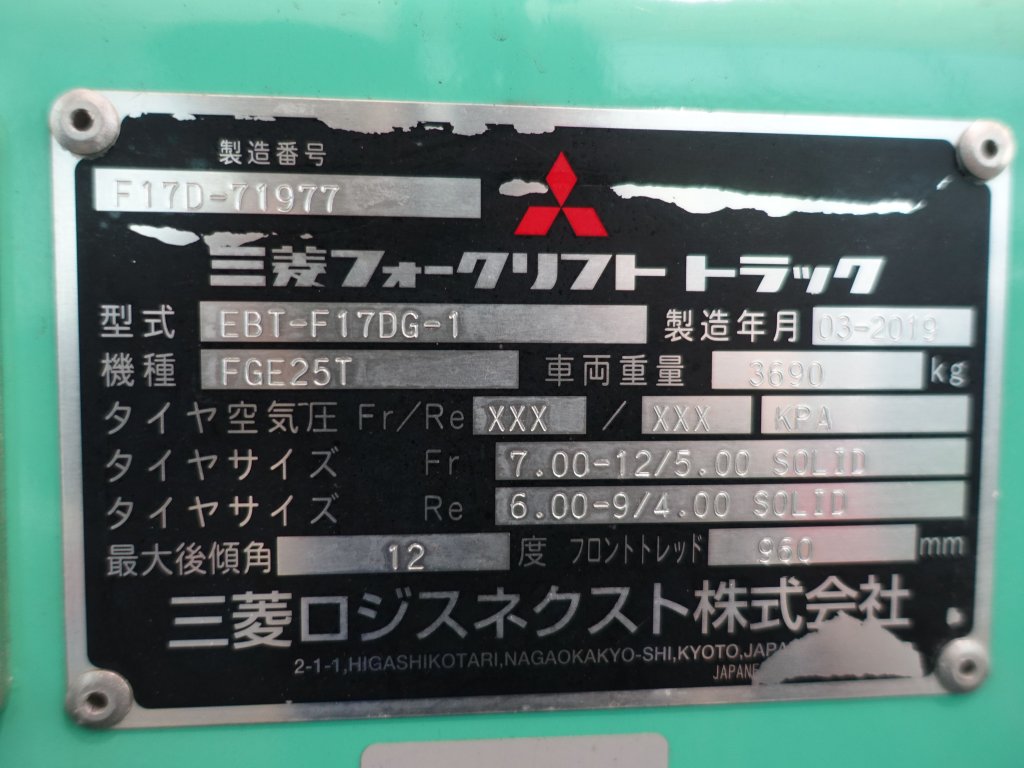 製造番号
F17D-71977
三菱フォークリフト トラック
型式 EBT-F17DG-1 製造年月 03-2019
機種 FGE25T 車両重量 3690 kg
タイヤ空気圧 Fr/Re XXX / XXX KPA
タイヤサイズ Fr 7.00-12/5.00 SOLID
タイヤサイズ Re 6.00-9/4.00 SOLID
最大後傾角 12 度 フロントトレッド 960 mm
三菱ロジスネクスト株式会社
2-1-1,HIGASHIKOTARI,NAGAOKAKYO-SHI,KYOTO,